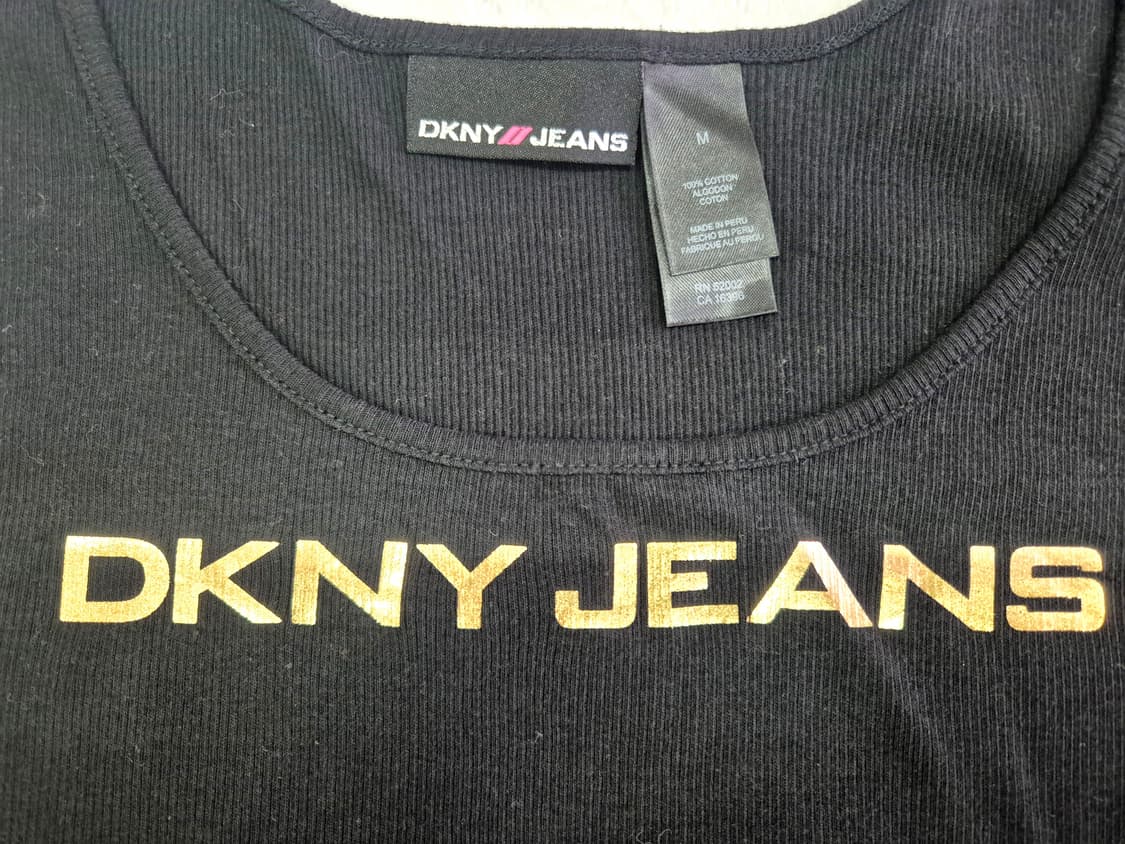 DKNY//JEANS
M
100% COTTON
ALGODON
COTON
MADE IN PERU
HECHO EN PERU
FABRIQUE AU PEROU
RN 52002
CA 16396
DKNY JEANS